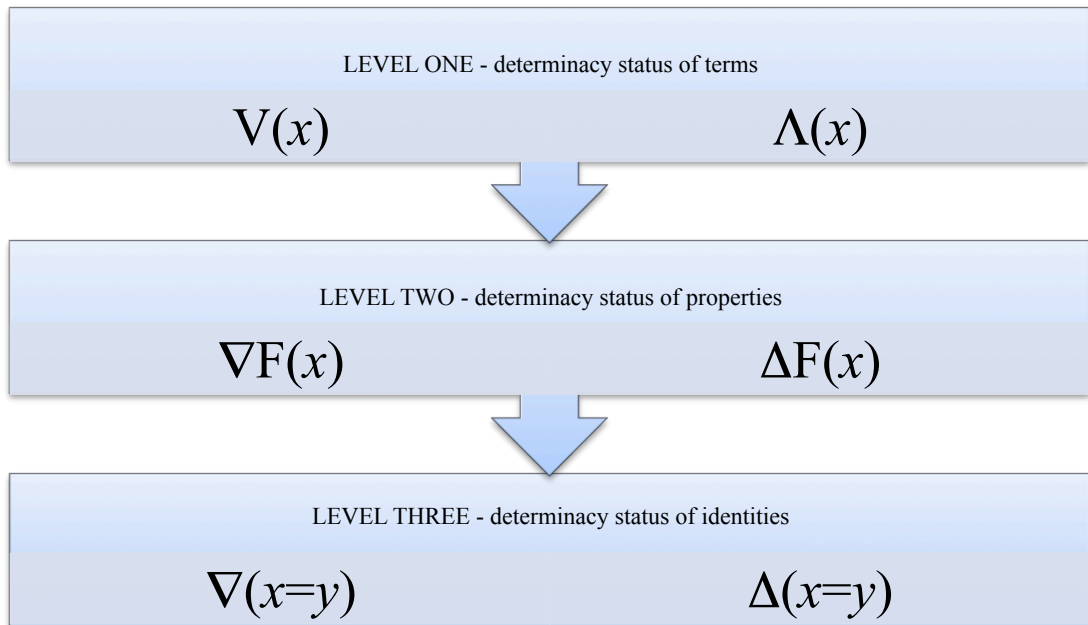 LEVEL ONE - determinacy status of terms
V(x) Λ(x)
LEVEL TWO - determinacy status of properties
∇F(x) ΔF(x)
LEVEL THREE - determinacy status of identities
∇(x=y) Δ(x=y)